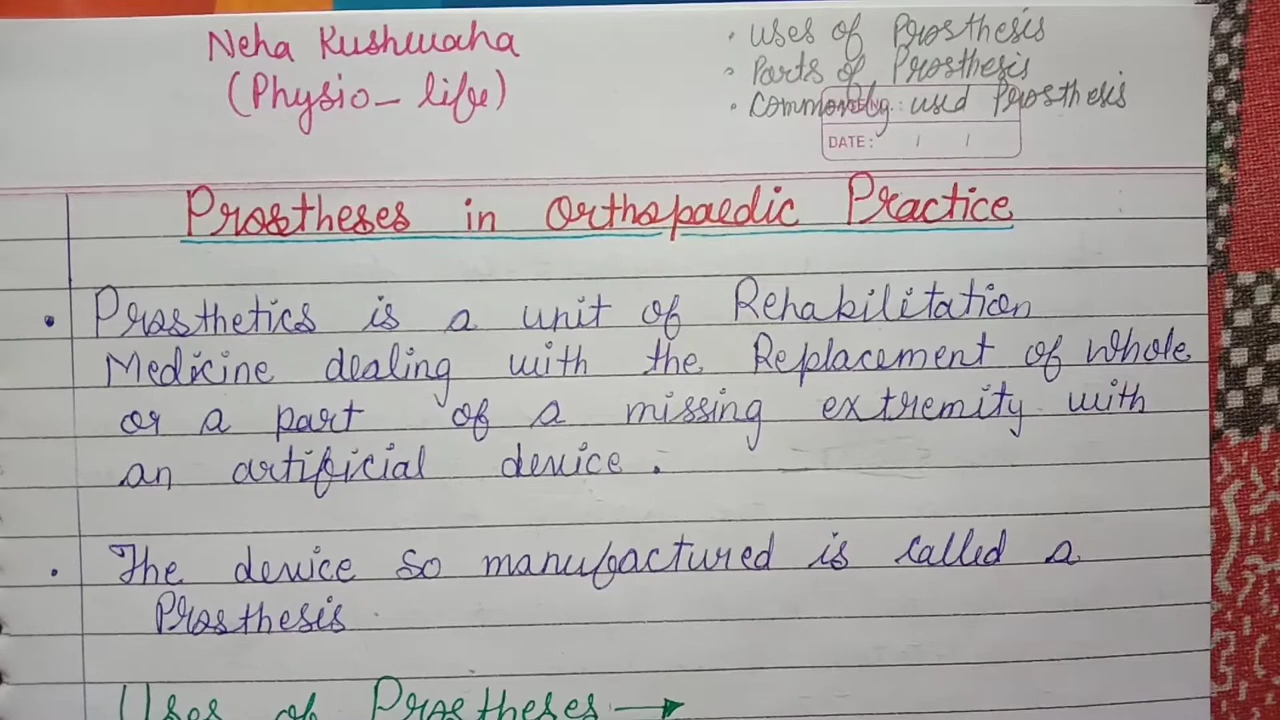 Neha Kushwaha
(Physio-life)
• Uses of Prosthesis
• Parts of Prosthesis
• Commonly used Prosthesis
DATE: / /
Prostheses in Orthopaedic Practice
• Prosthetics is a unit of Rehabilitation
Medicine dealing with the Replacement of whole
or a part of a missing extremity with
an artificial device.
• The device so manufactured is called a
Prosthesis.
Uses of Prostheses →